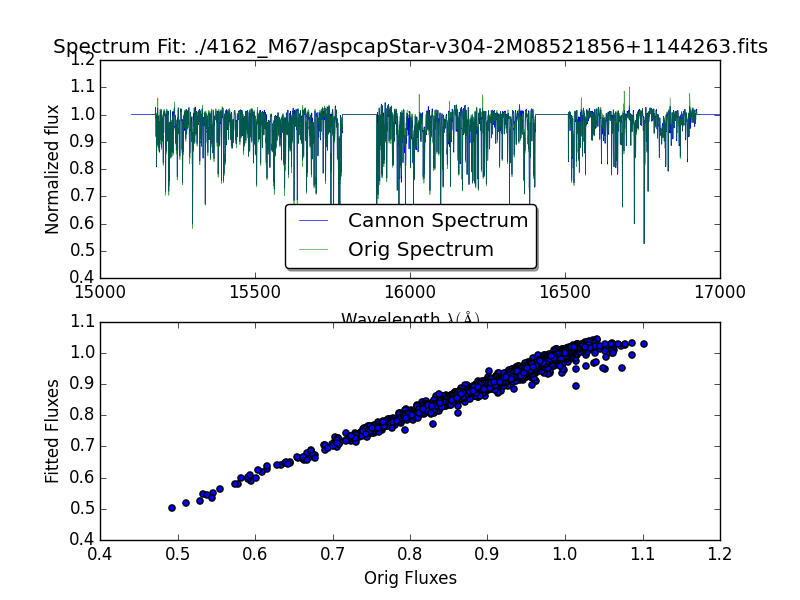 Spectrum Fit: ./4162_M67/aspcapStar-v304-2M08521856+1144263.fits
1.2
1.1
1.0
0.9
0.8
0.7
0.6
0.5
0.4
Normalized flux
Cannon Spectrum
Orig Spectrum
15000 15500 16000 16500 17000
Wavelength λ(Å)
1.1
1.0
0.9
0.8
0.7
0.6
0.5
0.4
Fitted Fluxes
0.4 0.5 0.6 0.7 0.8 0.9 1.0 1.1 1.2
Orig Fluxes